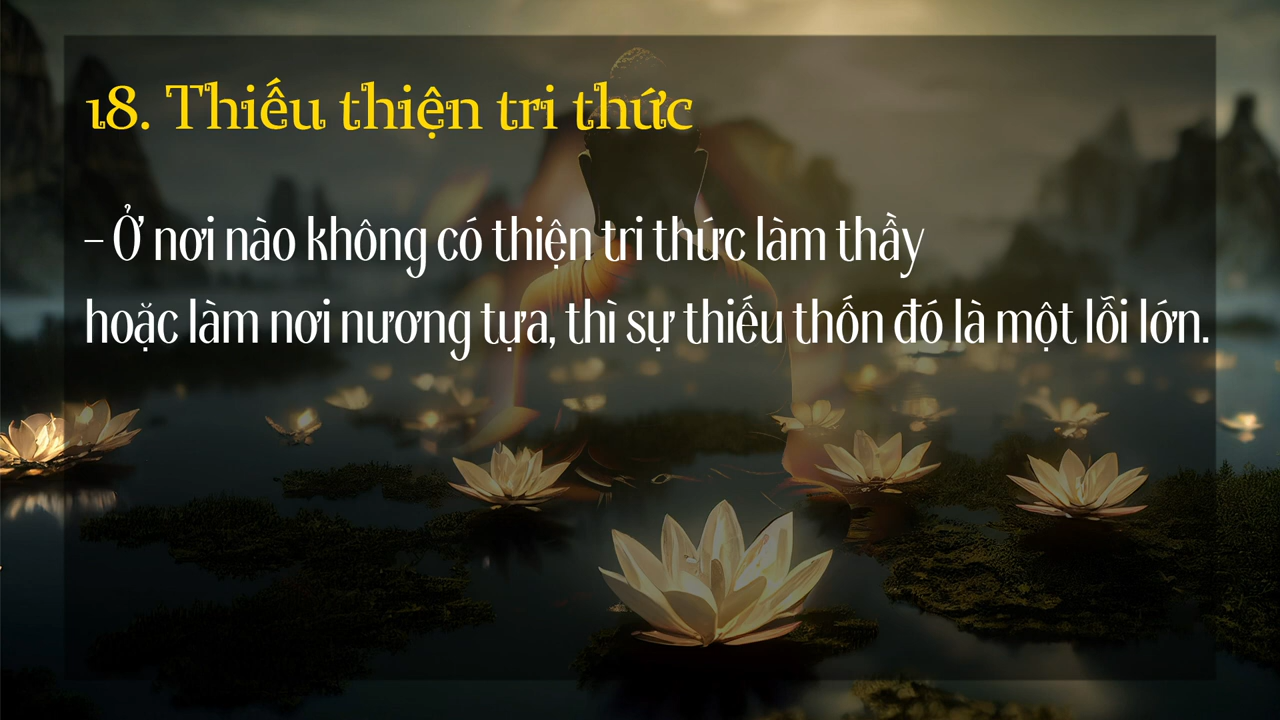 18. Thiếu thiện tri thức
– Ở nơi nào không có thiện tri thức làm thầy
hoặc làm nơi nương tựa, thì sự thiếu thốn đó là một lỗi lớn.